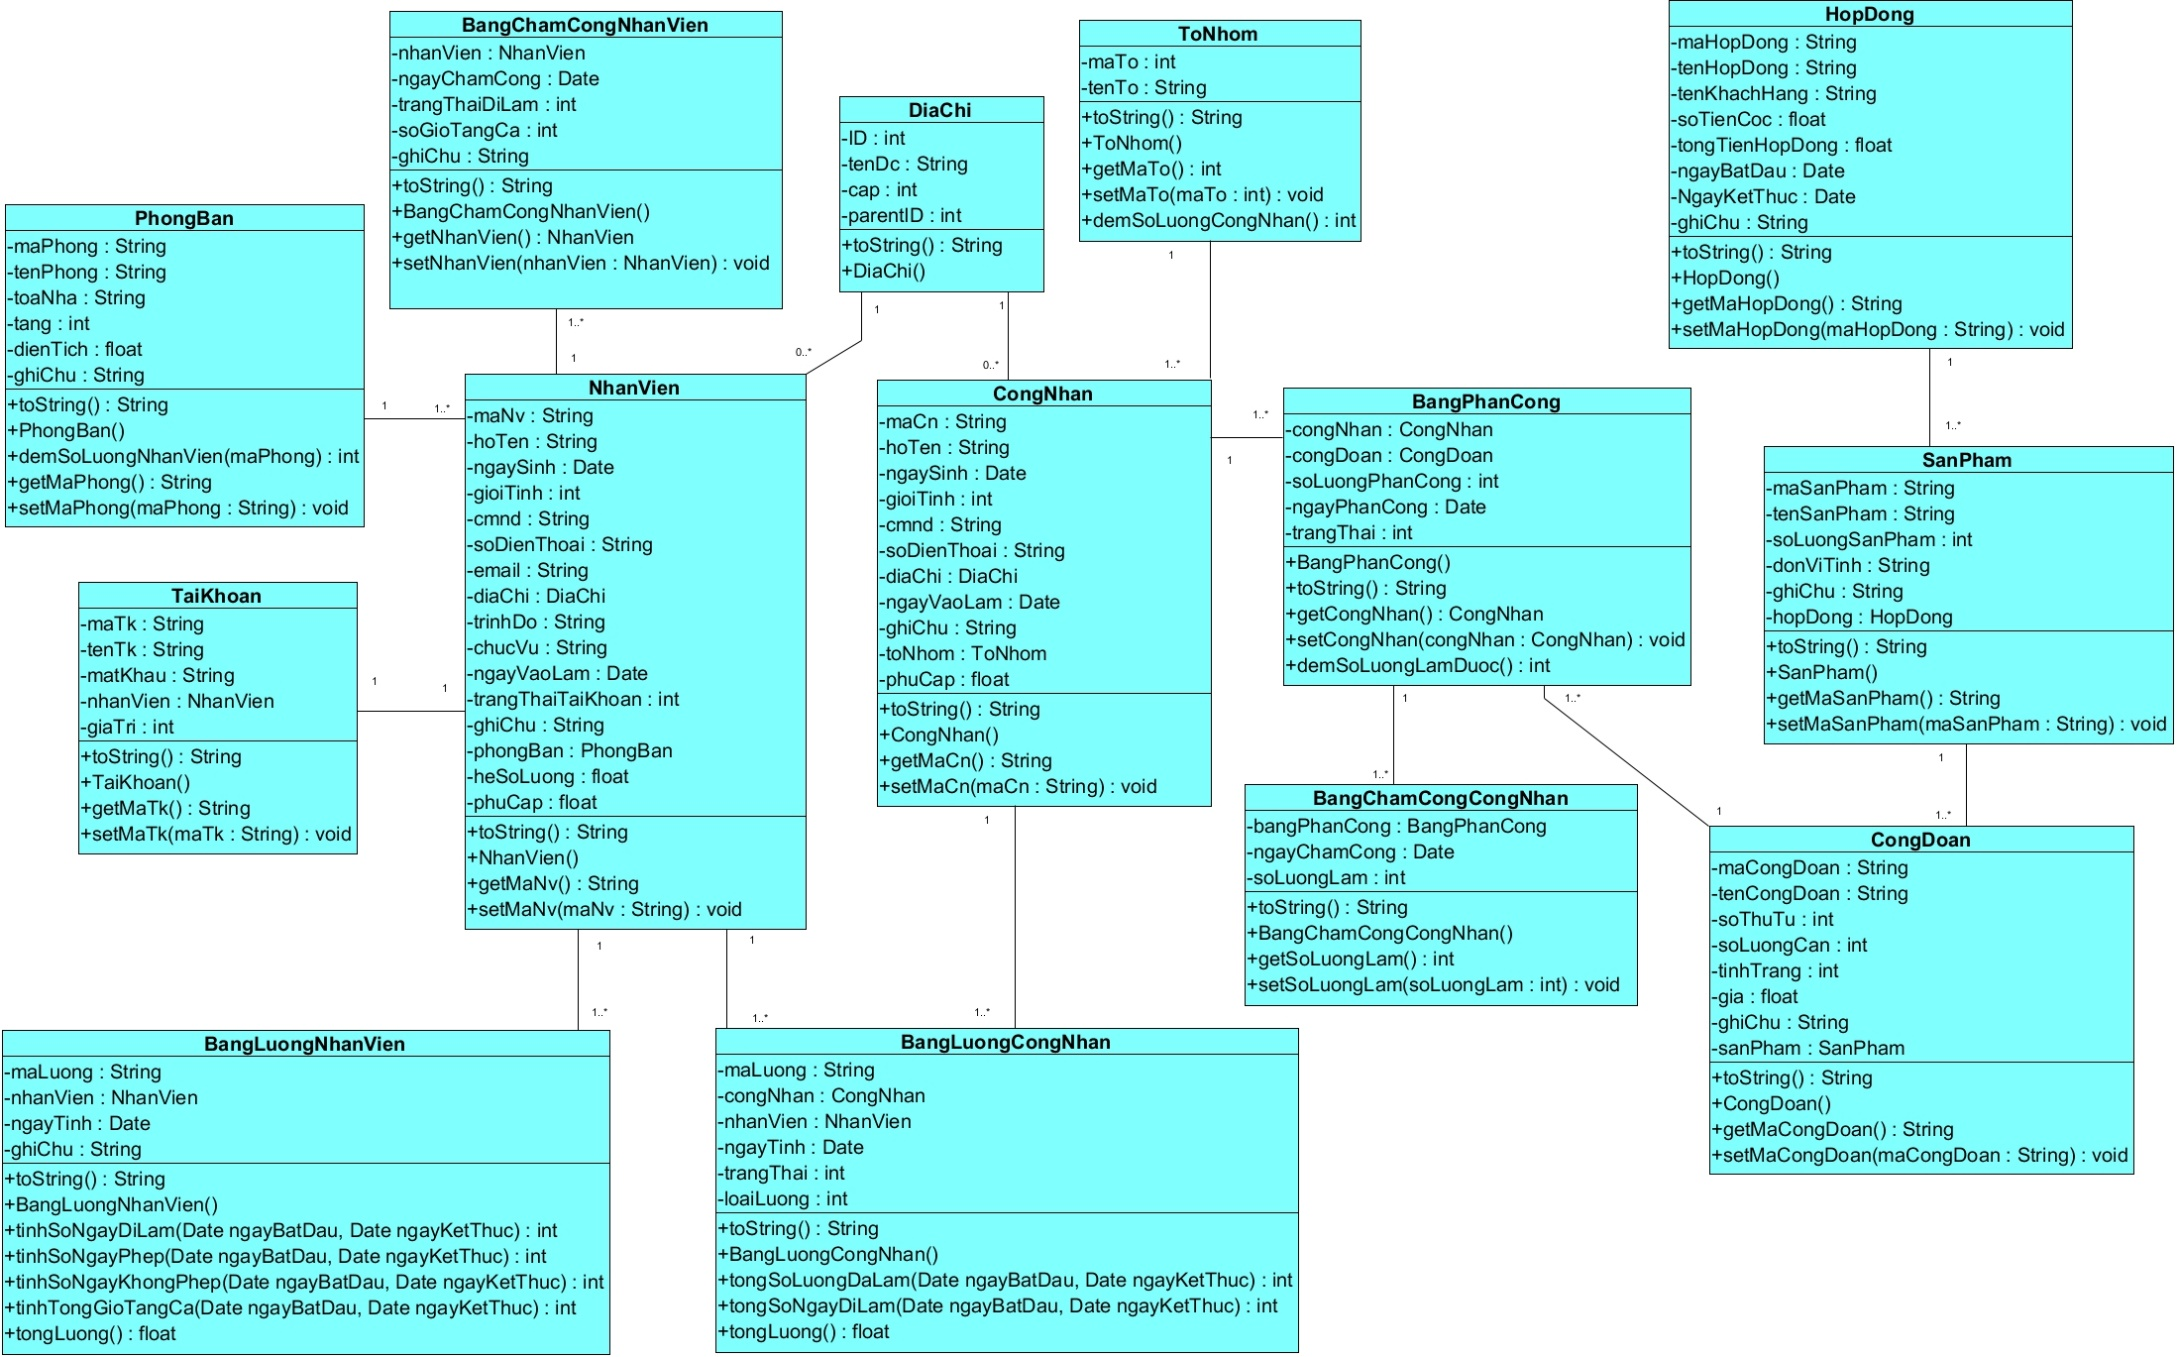 BangChamCongNhanVien
-nhanVien : NhanVien
-ngayChamCong : Date
-trangThaiDiLam : int
-soGioTangCa : int
-ghiChu : String
+toString() : String
+BangChamCongNhanVien()
+getNhanVien() : NhanVien
+setNhanVien(nhanVien : NhanVien) : void
1..*
1
DiaChi
-ID : int
-tenDc : String
-cap : int
-parentID : int
+toString() : String
+DiaChi()
1
0..*
1
0..*
ToNhom
-maTo : int
-tenTo : String
+toString() : String
+ToNhom()
+getMaTo() : int
+setMaTo(maTo : int) : void
+demSoLuongCongNhan() : int
1
1..*
HopDong
-maHopDong : String
-tenHopDong : String
-tenKhachHang : String
-soTienCoc : float
-tongTienHopDong : float
-ngayBatDau : Date
-NgayKetThuc : Date
-ghiChu : String
+toString() : String
+HopDong()
+getMaHopDong() : String
+setMaHopDong(maHopDong : String) : void
1
1..*
PhongBan
-maPhong : String
-tenPhong : String
-toaNha : String
-tang : int
-dienTich : float
-ghiChu : String
+toString() : String
+PhongBan()
+demSoLuongNhanVien(maPhong) : int
+getMaPhong() : String
+setMaPhong(maPhong : String) : void
1
1..*
NhanVien
-maNv : String
-hoTen : String
-ngaySinh : Date
-gioiTinh : int
-cmnd : String
-soDienThoai : String
-email : String
-diaChi : DiaChi
-trinhDo : String
-chucVu : String
-ngayVaoLam : Date
-trangThaiTaiKhoan : int
-ghiChu : String
-phongBan : PhongBan
-heSoLuong : float
-phuCap : float
+toString() : String
+NhanVien()
+getMaNv() : String
+setMaNv(maNv : String) : void
CongNhan
-maCn : String
-hoTen : String
-ngaySinh : Date
-gioiTinh : int
-cmnd : String
-soDienThoai : String
-diaChi : DiaChi
-ngayVaoLam : Date
-ghiChu : String
-toNhom : ToNhom
-phuCap : float
+toString() : String
+CongNhan()
+getMaCn() : String
+setMaCn(maCn : String) : void
1..*
1
BangPhanCong
-congNhan : CongNhan
-congDoan : CongDoan
-soLuongPhanCong : int
-ngayPhanCong : Date
-trangThai : int
+BangPhanCong()
+toString() : String
+getCongNhan() : CongNhan
+setCongNhan(congNhan : CongNhan) : void
+demSoLuongLamDuoc() : int
SanPham
-maSanPham : String
-tenSanPham : String
-soLuongSanPham : int
-donViTinh : String
-ghiChu : String
-hopDong : HopDong
+toString() : String
+SanPham()
+getMaSanPham() : String
+setMaSanPham(maSanPham : String) : void
TaiKhoan
-maTk : String
-tenTk : String
-matKhau : String
-nhanVien : NhanVien
-giaTri : int
+toString() : String
+TaiKhoan()
+getMaTk() : String
+setMaTk(maTk : String) : void
1
1
1
1..*
1..*
1
1
1..*
BangChamCongCongNhan
-bangPhanCong : BangPhanCong
-ngayChamCong : Date
-soLuongLam : int
+toString() : String
+BangChamCongCongNhan()
+getSoLuongLam() : int
+setSoLuongLam(soLuongLam : int) : void
CongDoan
-maCongDoan : String
-tenCongDoan : String
-soThuTu : int
-soLuongCan : int
-tinhTrang : int
-gia : float
-ghiChu : String
-sanPham : SanPham
+toString() : String
+CongDoan()
+getMaCongDoan() : String
+setMaCongDoan(maCongDoan : String) : void
1
1..*
1
1..*
1
1..*
BangLuongNhanVien
-maLuong : String
-nhanVien : NhanVien
-ngayTinh : Date
-ghiChu : String
+toString() : String
+BangLuongNhanVien()
+tinhSoNgayDiLam(Date ngayBatDau, Date ngayKetThuc) : int
+tinhSoNgayPhep(Date ngayBatDau, Date ngayKetThuc) : int
+tinhSoNgayKhongPhep(Date ngayBatDau, Date ngayKetThuc) : int
+tinhTongGioTangCa(Date ngayBatDau, Date ngayKetThuc) : int
+tongLuong() : float
BangLuongCongNhan
-maLuong : String
-congNhan : CongNhan
-nhanVien : NhanVien
-ngayTinh : Date
-trangThai : int
-loaiLuong : int
+toString() : String
+BangLuongCongNhan()
+tongSoLuongDaLam(Date ngayBatDau, Date ngayKetThuc) : int
+tongSoNgayDiLam(Date ngayBatDau, Date ngayKetThuc) : int
+tongLuong() : float